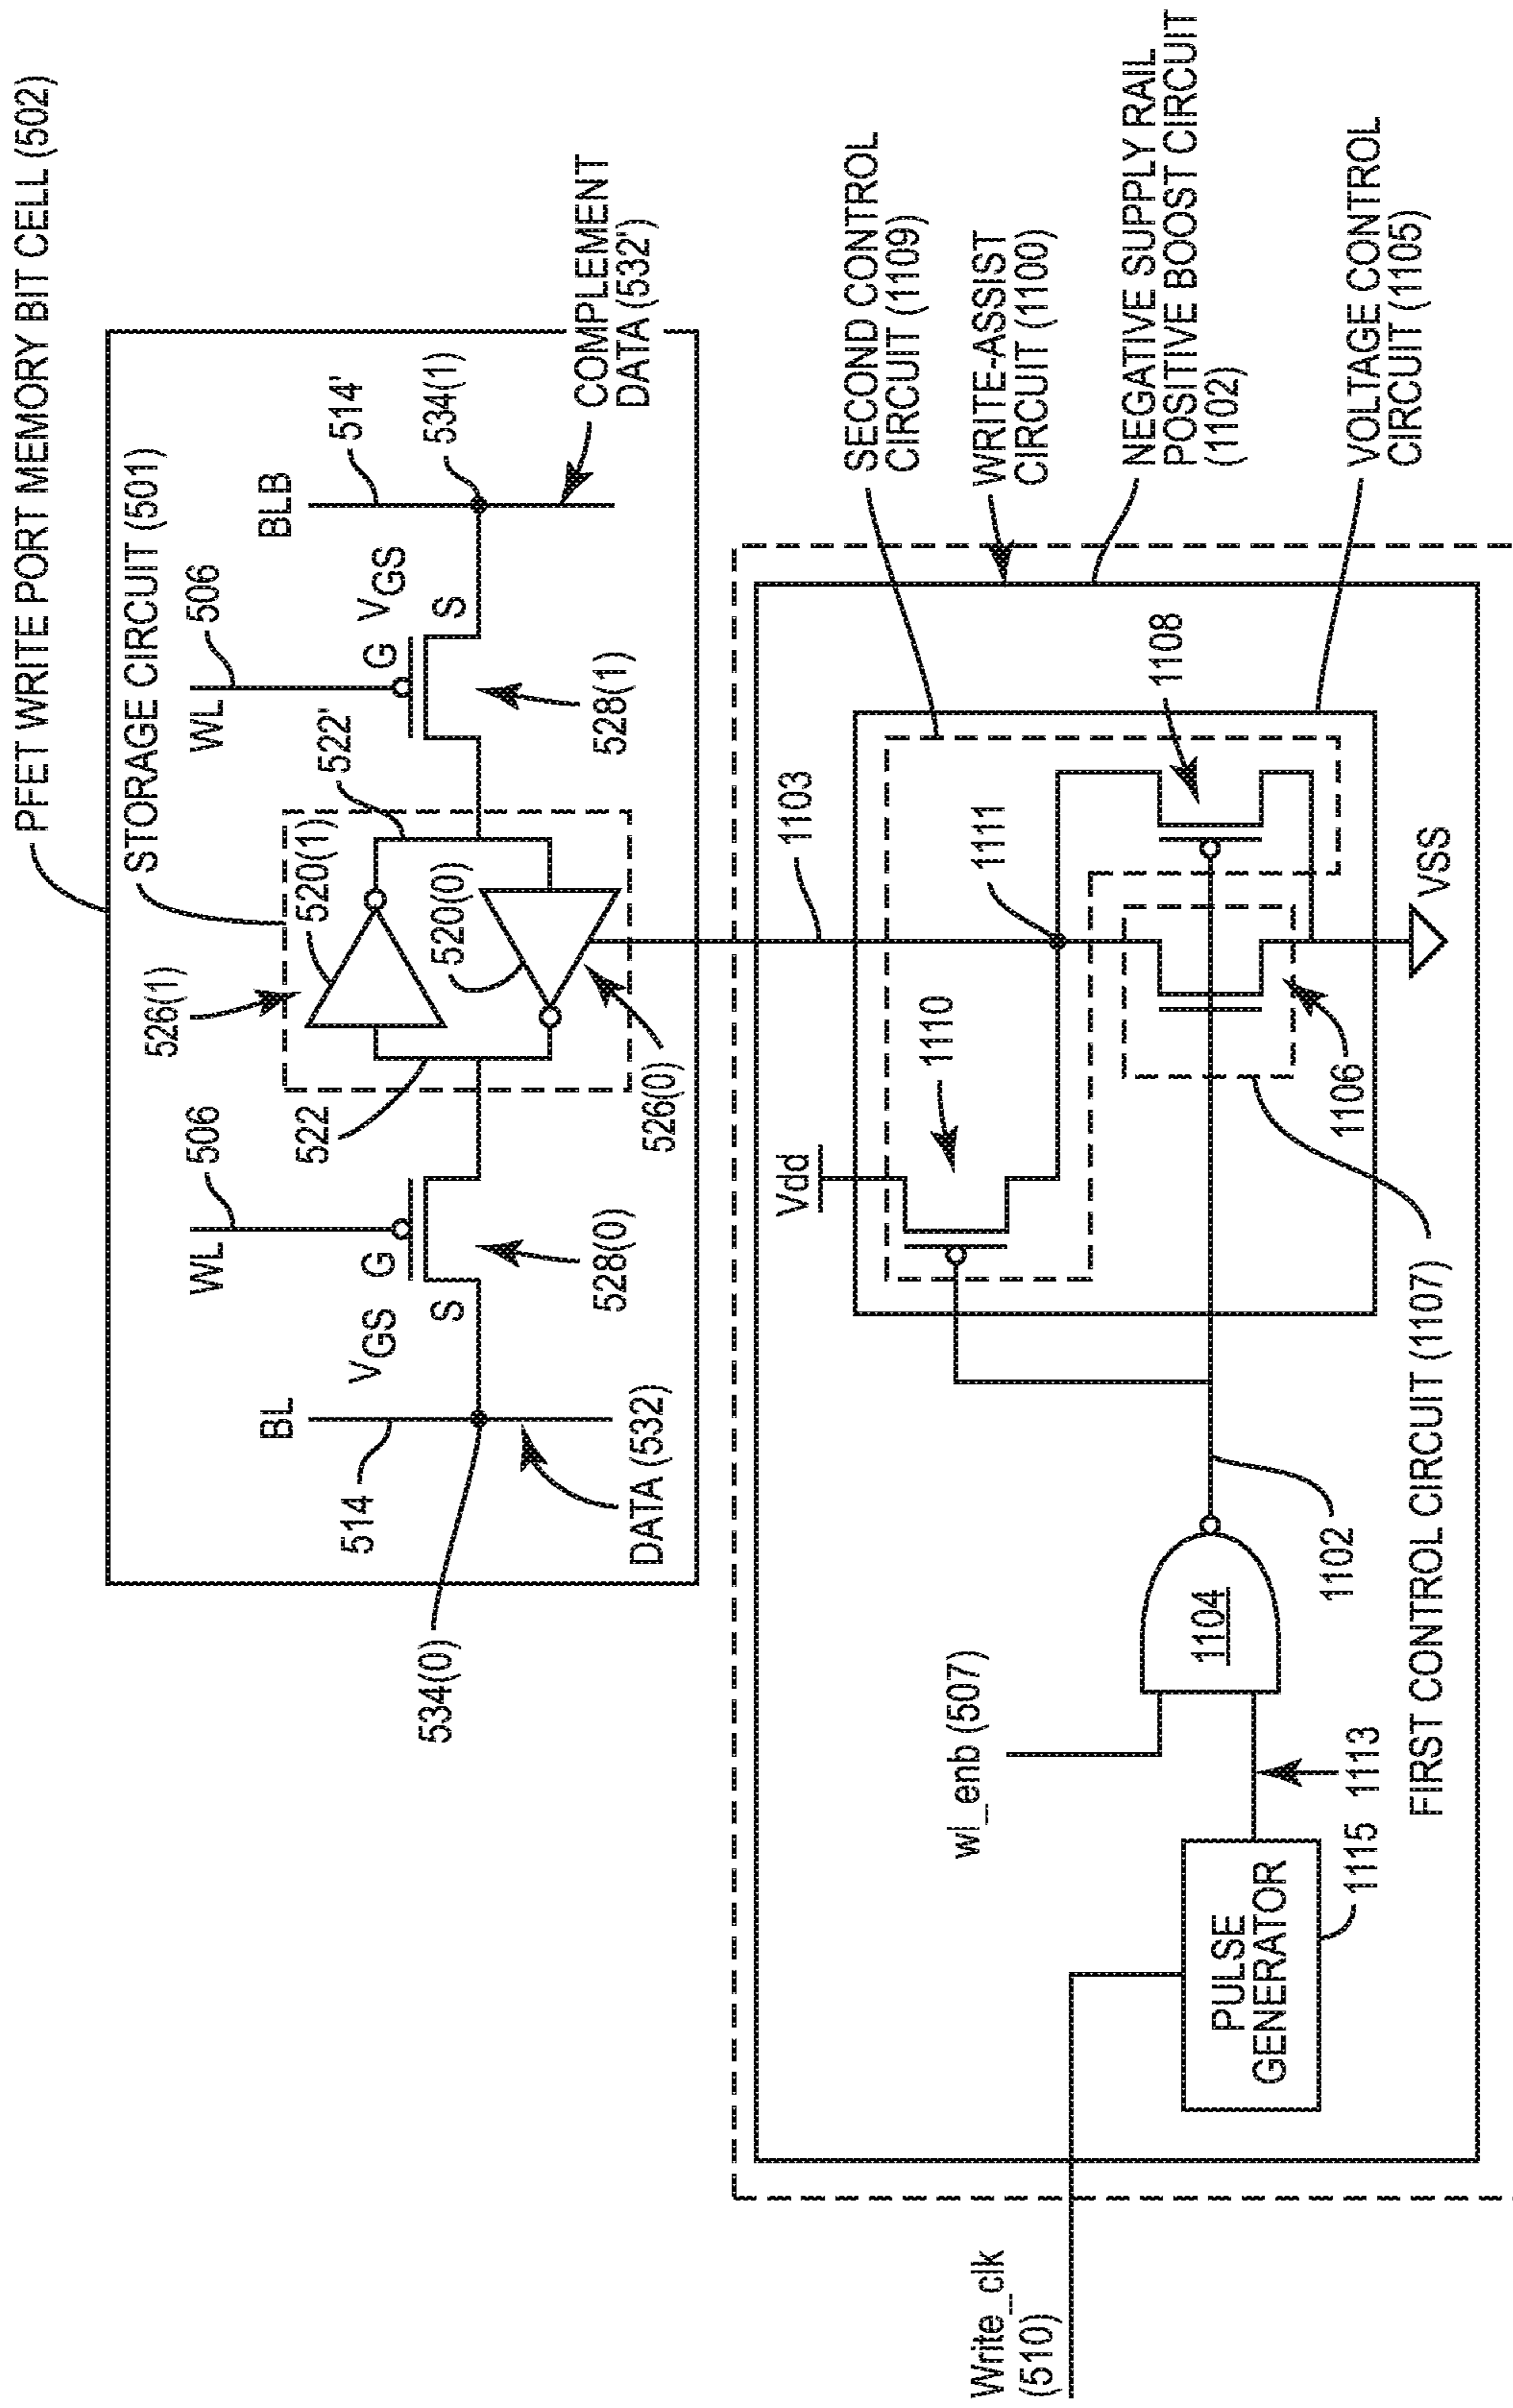 PFET WRITE PORT MEMORY BIT CELL (502)
STORAGE CIRCUIT (501)
BL
514
WL
506
V_GS
G
S
528(0)
534(0)
DATA (532)
522
526(1)
520(1)
522'
520(0)
526(0)
WL
506
G
V_GS
S
528(1)
BLB
514'
534(1)
COMPLEMENT
DATA (532')
SECOND CONTROL
CIRCUIT (1109)
WRITE-ASSIST
CIRCUIT (1100)
NEGATIVE SUPPLY RAIL
POSITIVE BOOST CIRCUIT
(1102)
VOLTAGE CONTROL
CIRCUIT (1105)
1103
Vdd
1110
1111
1108
1106
VSS
Write_clk
(510)
wl_enb (507)
PULSE
GENERATOR
1115
1113
1104
1102
FIRST CONTROL CIRCUIT (1107)